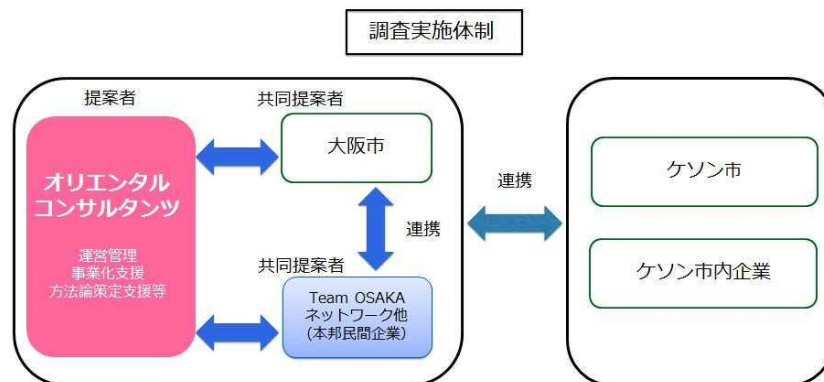 調査実施体制
提案者
共同提案者
オリエンタル
コンサルタンツ
運営管理
事業化支援
方法論策定支援等
大阪市
連携
共同提案者
Team OSAKA
ネットワーク他
(本邦民間企業)
連携
ケソン市
ケソン市内企業